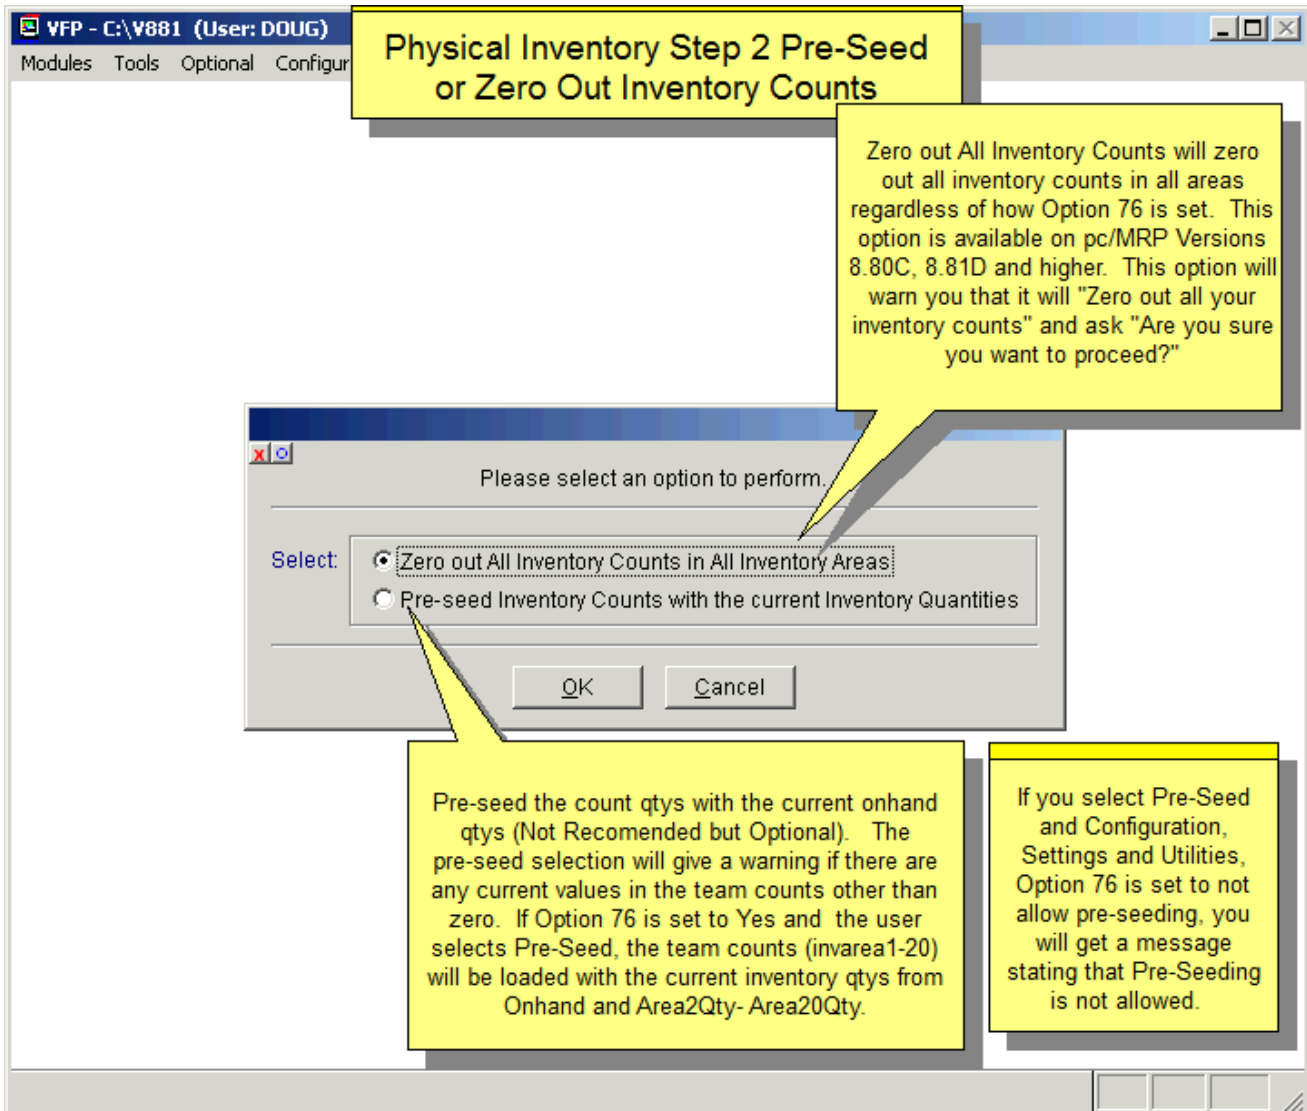 VFP - C:\V881 (User: DOUG)
Modules Tools Optional Configur
Physical Inventory Step 2 Pre-Seed
or Zero Out Inventory Counts
Zero out All Inventory Counts will zero
out all inventory counts in all areas
regardless of how Option 76 is set. This
option is available on pc/MRP Versions
8.80C, 8.81D and higher. This option will
warn you that it will "Zero out all your
inventory counts" and ask "Are you sure
you want to proceed?"
Please select an option to perform.
Select:
Zero out All Inventory Counts in All Inventory Areas
Pre-seed Inventory Counts with the current Inventory Quantities
OK
Cancel
Pre-seed the count qtys with the current onhand
qtys (Not Recomended but Optional). The
pre-seed selection will give a warning if there are
any current values in the team counts other than
zero. If Option 76 is set to Yes and the user
selects Pre-Seed, the team counts (invarea1-20)
will be loaded with the current inventory qtys from
Onhand and Area2Qty- Area20Qty.
If you select Pre-Seed
and Configuration,
Settings and Utilities,
Option 76 is set to not
allow pre-seeding, you
will get a message
stating that Pre-Seeding
is not allowed.